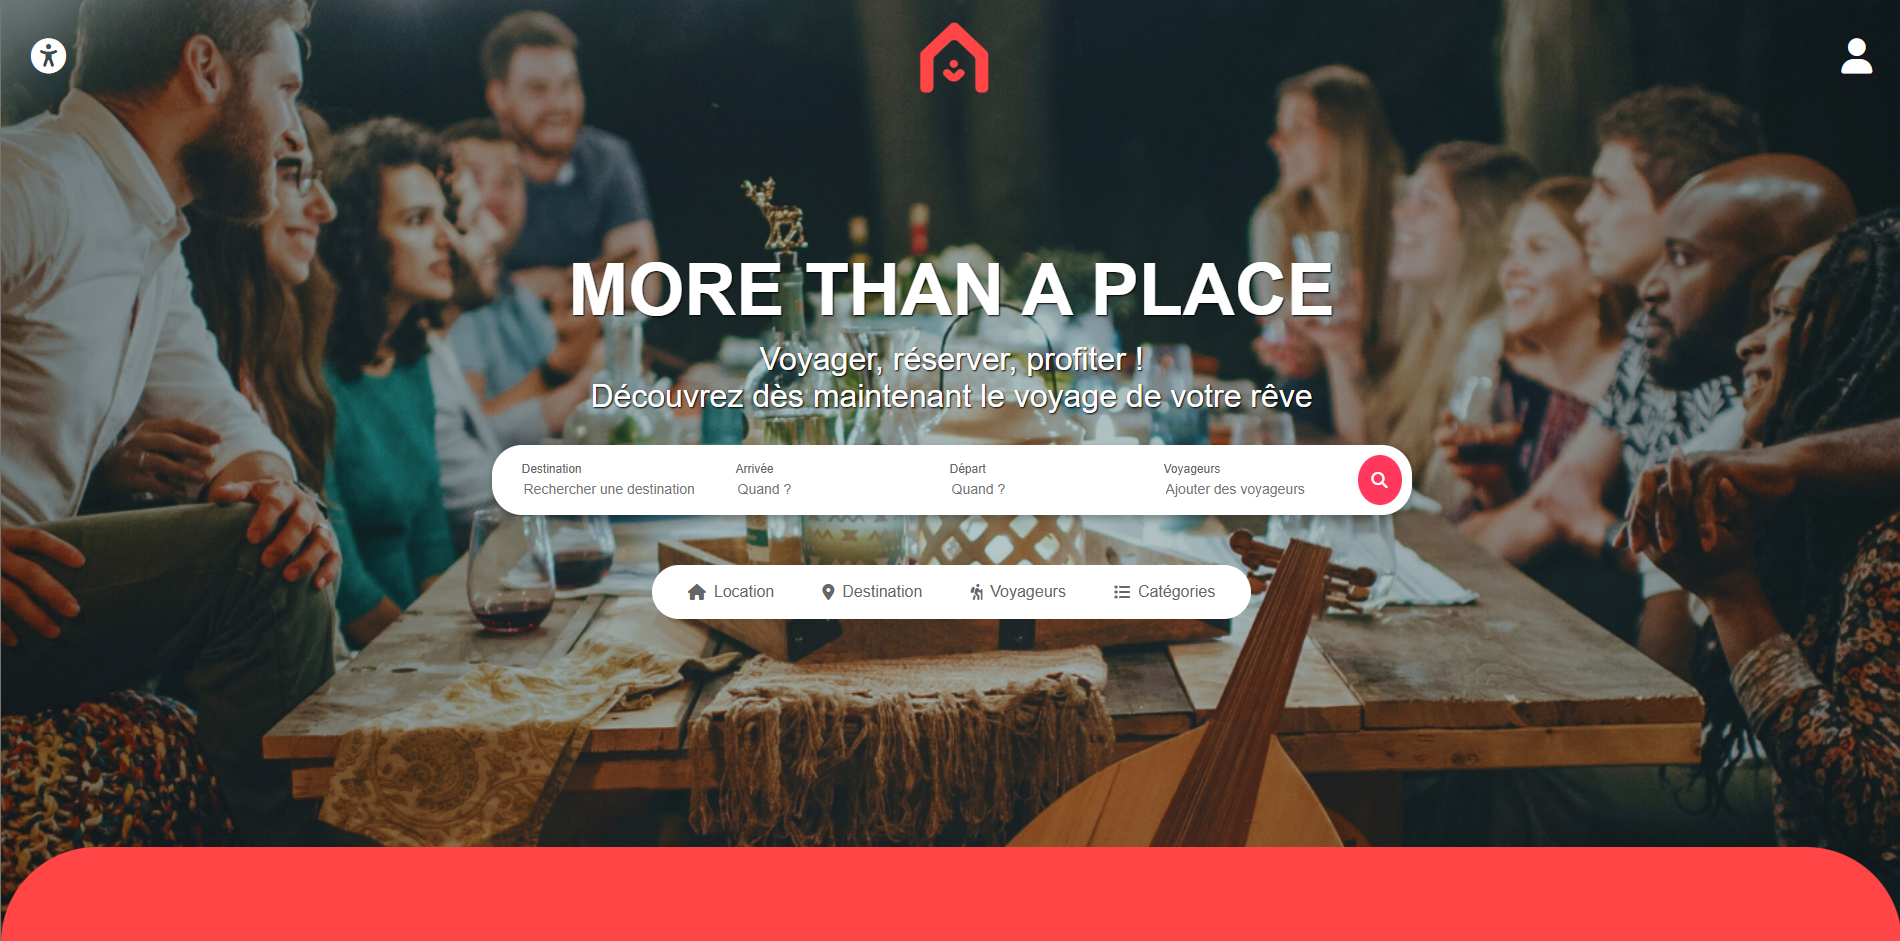 MORE THAN A PLACE
Voyager, réserver, profiter !
Découvrez dès maintenant le voyage de votre rêve
Destination
Rechercher une destination
Arrivée
Quand ?
Départ
Quand ?
Voyageurs
Ajouter des voyageurs
Location
Destination
Voyageurs
Catégories